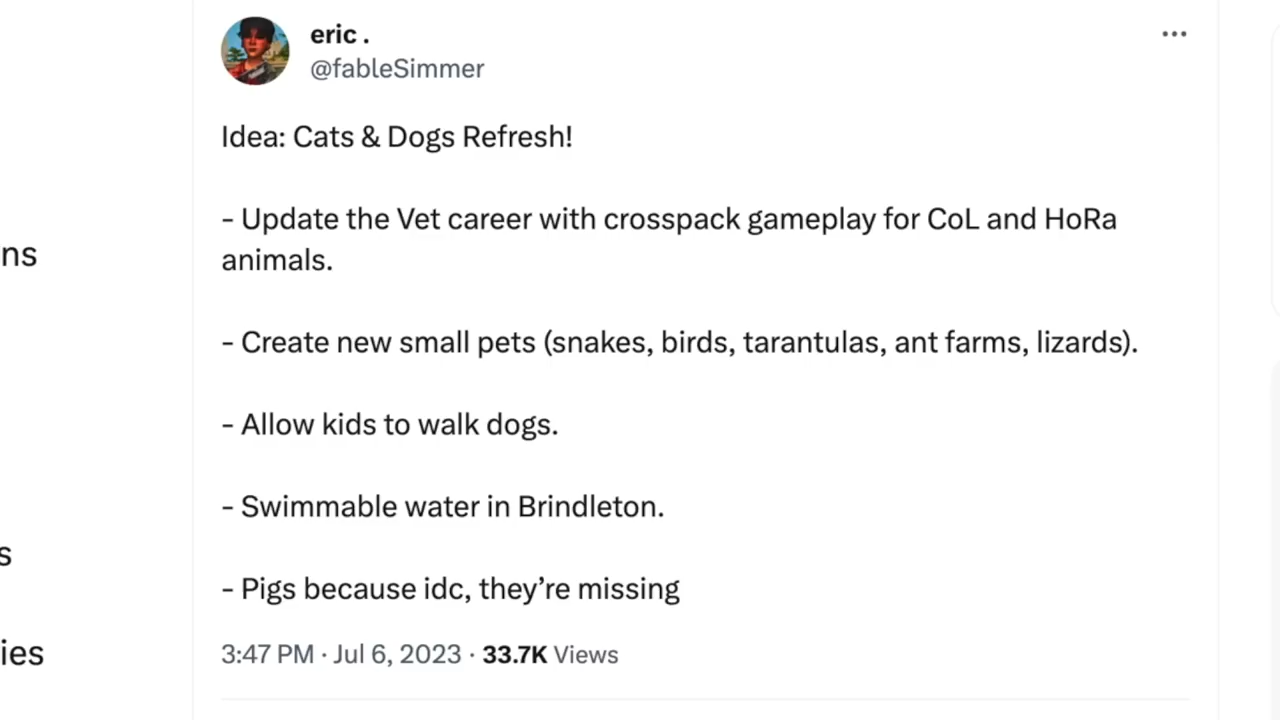 eric .
@fableSimmer
Idea: Cats & Dogs Refresh!
- Update the Vet career with crosspack gameplay for CoL and HoRa
animals.
- Create new small pets (snakes, birds, tarantulas, ant farms, lizards).
- Allow kids to walk dogs.
- Swimmable water in Brindleton.
- Pigs because idc, they’re missing
3:47 PM · Jul 6, 2023 · 33.7K Views
ns
s
ies